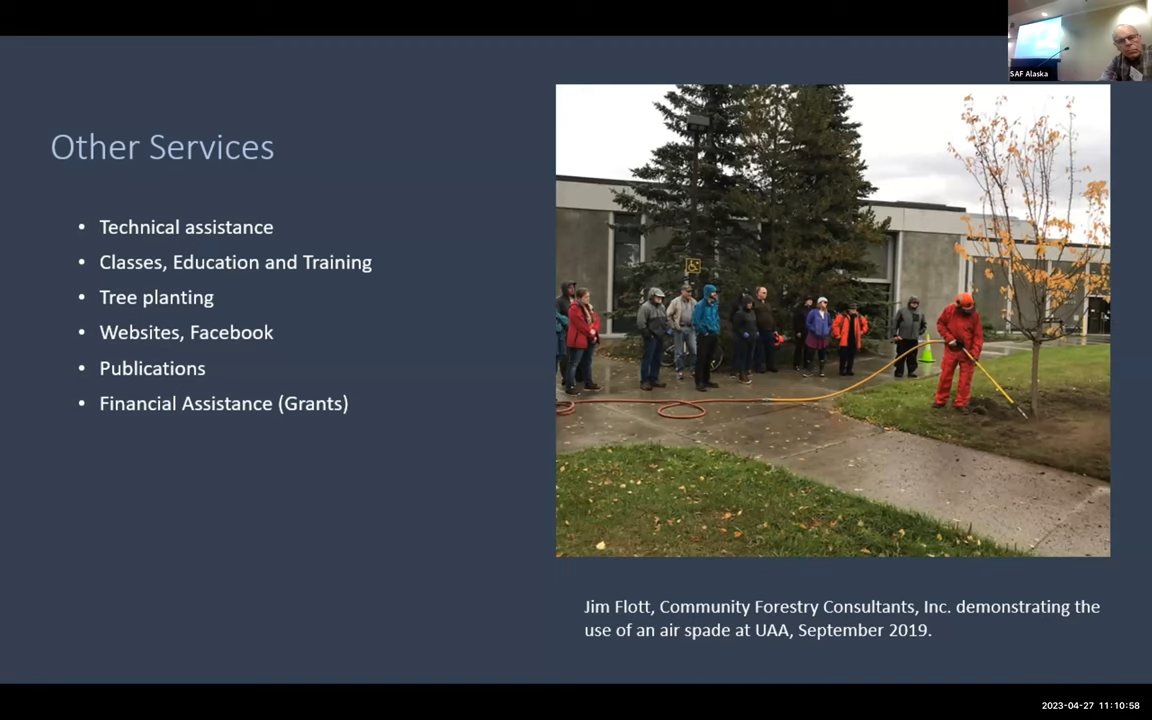 SAF Alaska
Other Services
• Technical assistance
• Classes, Education and Training
• Tree planting
• Websites, Facebook
• Publications
• Financial Assistance (Grants)
Jim Flott, Community Forestry Consultants, Inc. demonstrating the
use of an air spade at UAA, September 2019.
2023-04-27 11:10:58